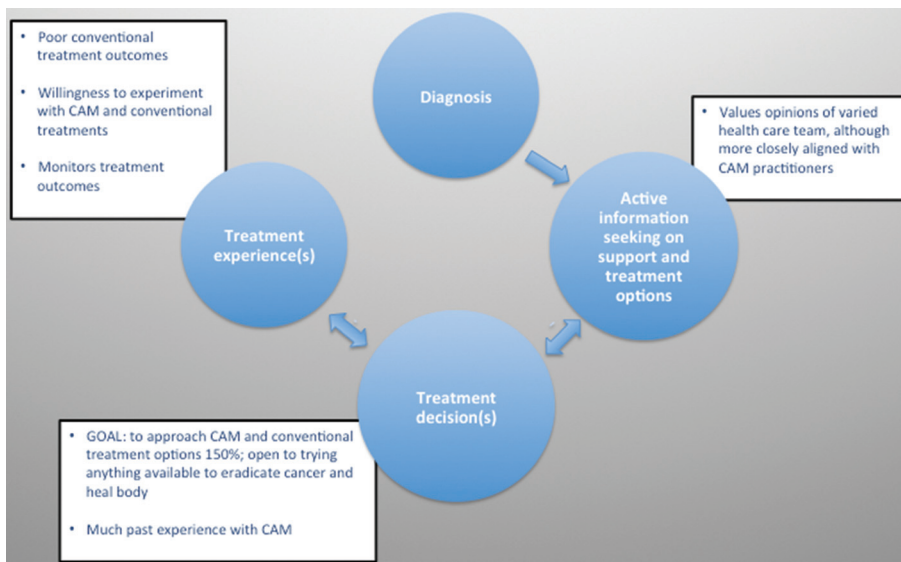 • Poor conventional
treatment outcomes
• Willingness to experiment
with CAM and conventional
treatments
• Monitors treatment
outcomes
Diagnosis
• Values opinions of varied
health care team, although
more closely aligned with
CAM practitioners
Treatment
experience(s)
Active
information
seeking on
support and
treatment
options
Treatment
decision(s)
• GOAL: to approach CAM and conventional
treatment options 150%; open to trying
anything available to eradicate cancer and
heal body
• Much past experience with CAM